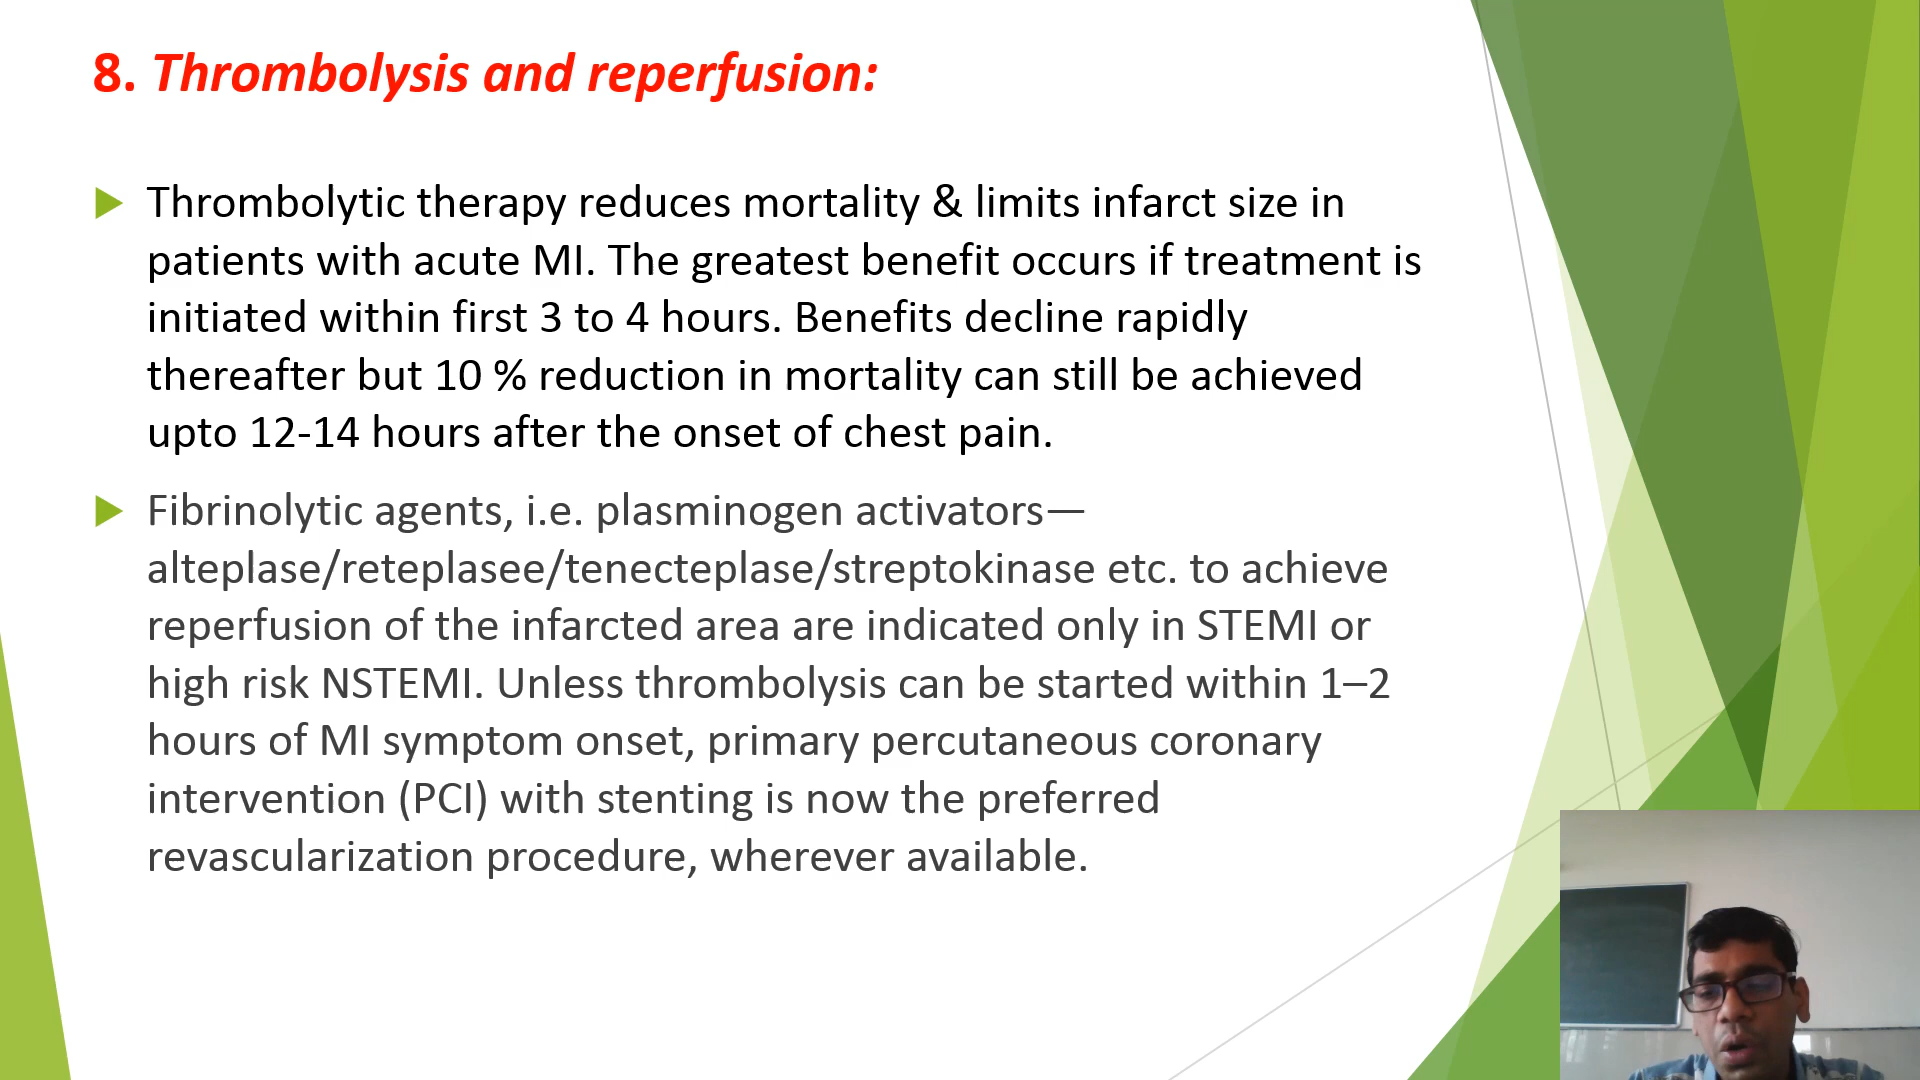 8. Thrombolysis and reperfusion:
Thrombolytic therapy reduces mortality & limits infarct size in
patients with acute MI. The greatest benefit occurs if treatment is
initiated within first 3 to 4 hours. Benefits decline rapidly
thereafter but 10 % reduction in mortality can still be achieved
upto 12-14 hours after the onset of chest pain.
Fibrinolytic agents, i.e. plasminogen activators—
alteplase/reteplasee/tenecteplase/streptokinase etc. to achieve
reperfusion of the infarcted area are indicated only in STEMI or
high risk NSTEMI. Unless thrombolysis can be started within 1–2
hours of MI symptom onset, primary percutaneous coronary
intervention (PCI) with stenting is now the preferred
revascularization procedure, wherever available.